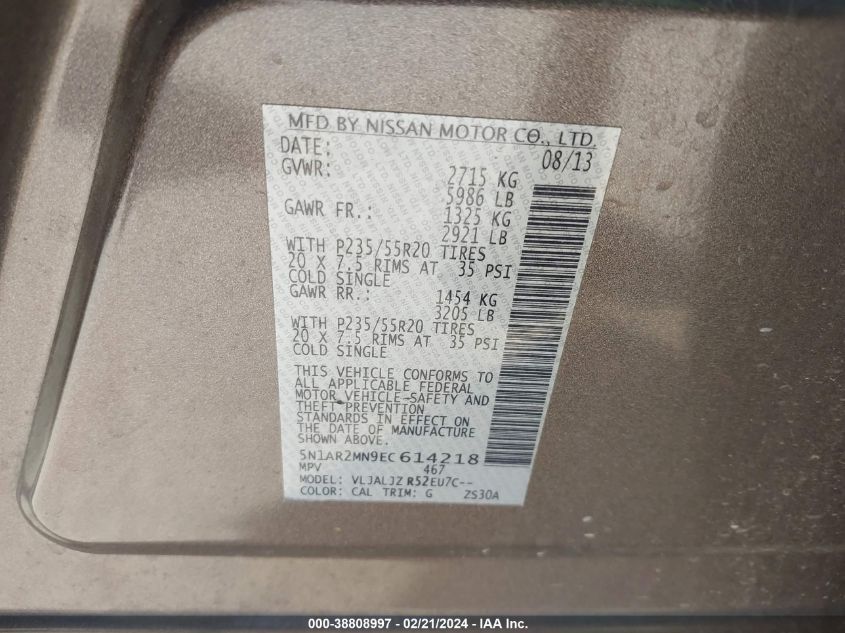 MFD BY NISSAN MOTOR CO., LTD.
DATE: 08/13
GVWR: 2715 KG
5986 LB
GAWR FR.: 1325 KG
2921 LB
WITH P235/55R20 TIRES
20 X 7.5 RIMS AT 35 PSI
COLD SINGLE
GAWR RR.: 1454 KG
3205 LB
WITH P235/55R20 TIRES
20 X 7.5 RIMS AT 35 PSI
COLD SINGLE
THIS VEHICLE CONFORMS TO
ALL APPLICABLE FEDERAL
MOTOR VEHICLE-SAFETY AND
THEFT PREVENTION
STANDARDS IN EFFECT ON
THE DATE OF MANUFACTURE
SHOWN ABOVE
5N1AR2MN9EC614218
MPV 467
MODEL: VLJALJZ R52EU7C--
COLOR: CAL TRIM: G ZS30A
000-38808997 - 02/21/2024 - IAA Inc.